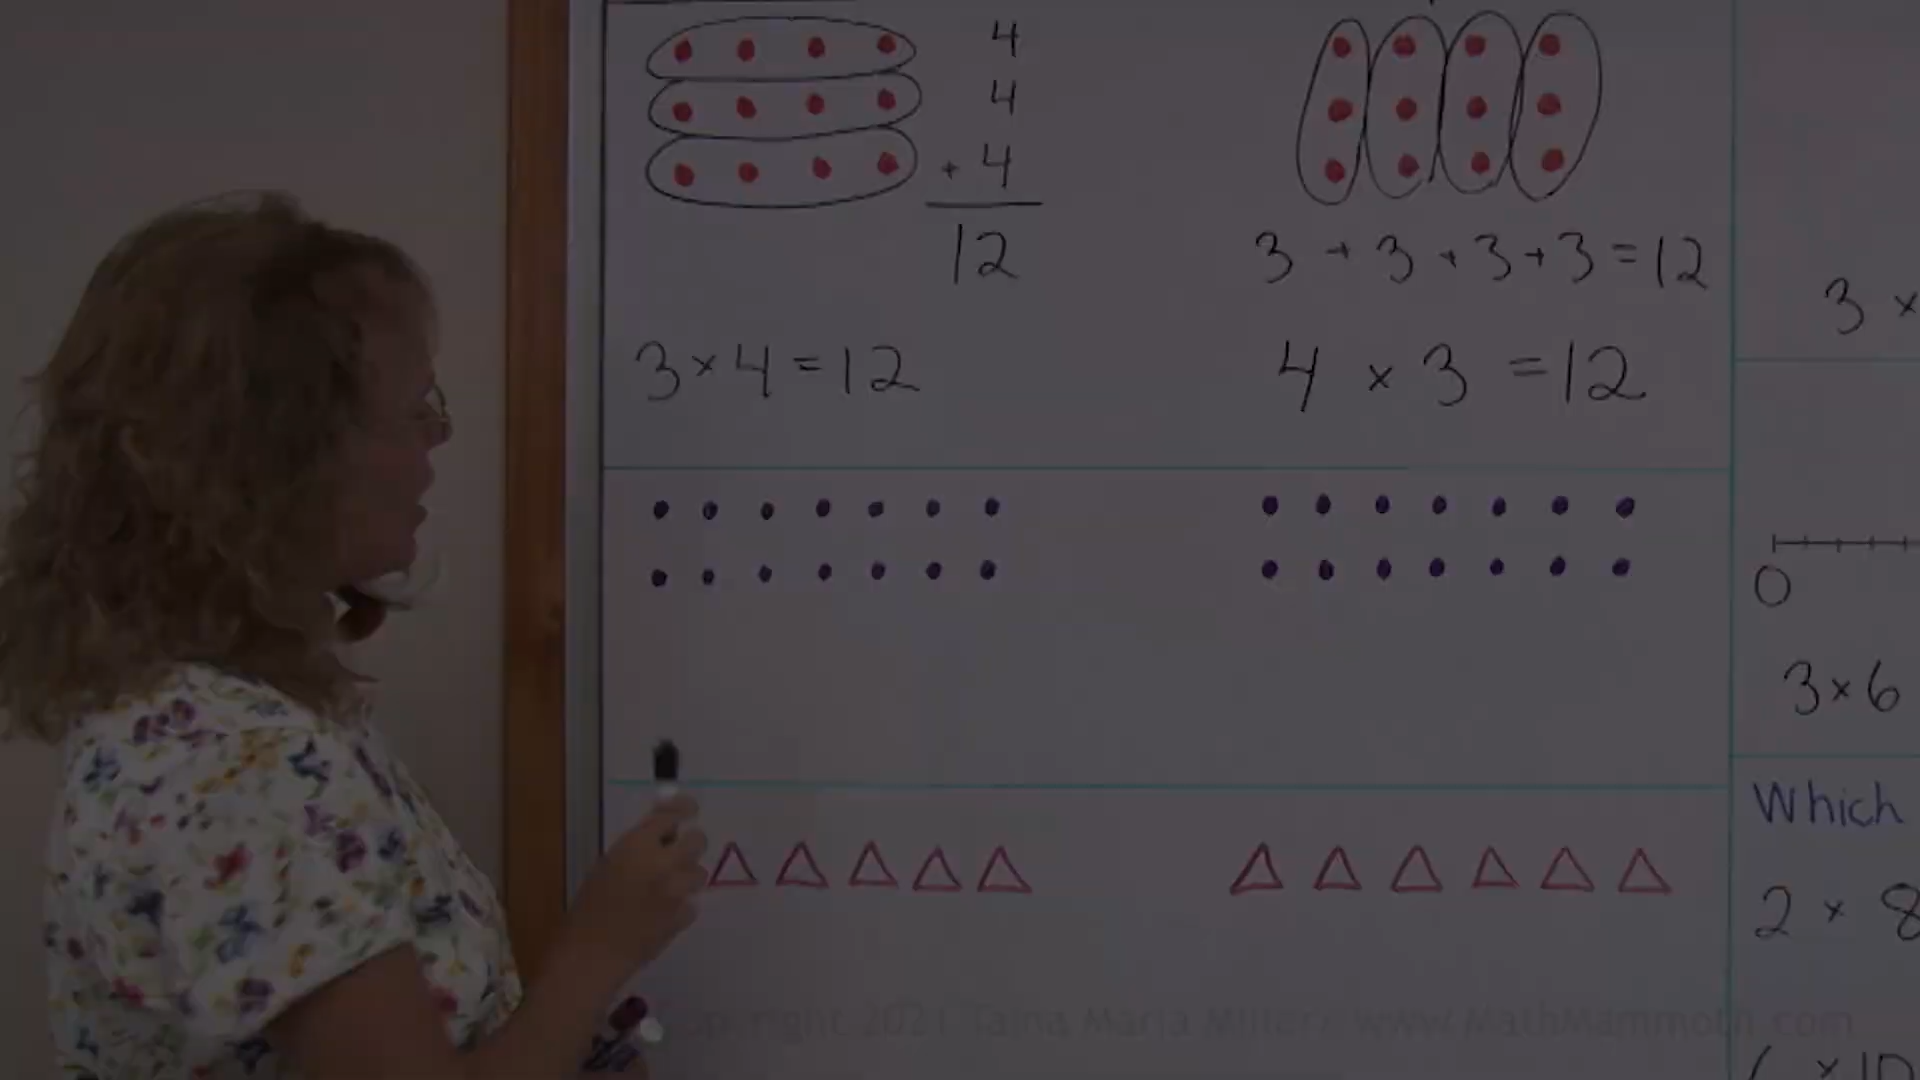 4
4
+ 4
12
3 × 4 = 12
3 + 3 + 3 + 3 = 12
4 × 3 = 12
3 ×
0
3 × 6
Which
2 × 8
× 10
Copyright 2021 Taina Maria Miller / www.MathMammoth.com